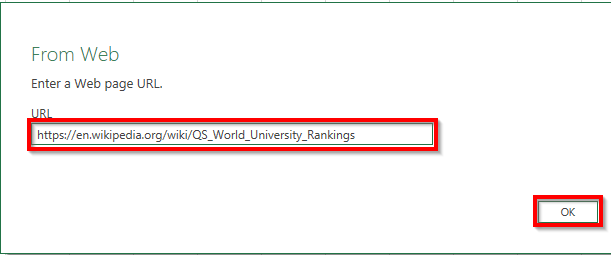 From Web
Enter a Web page URL.
URL
https://en.wikipedia.org/wiki/QS_World_University_Rankings
OK